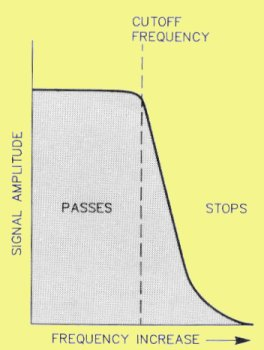 CUTOFF
FREQUENCY
SIGNAL AMPLITUDE
PASSES
STOPS
FREQUENCY INCREASE